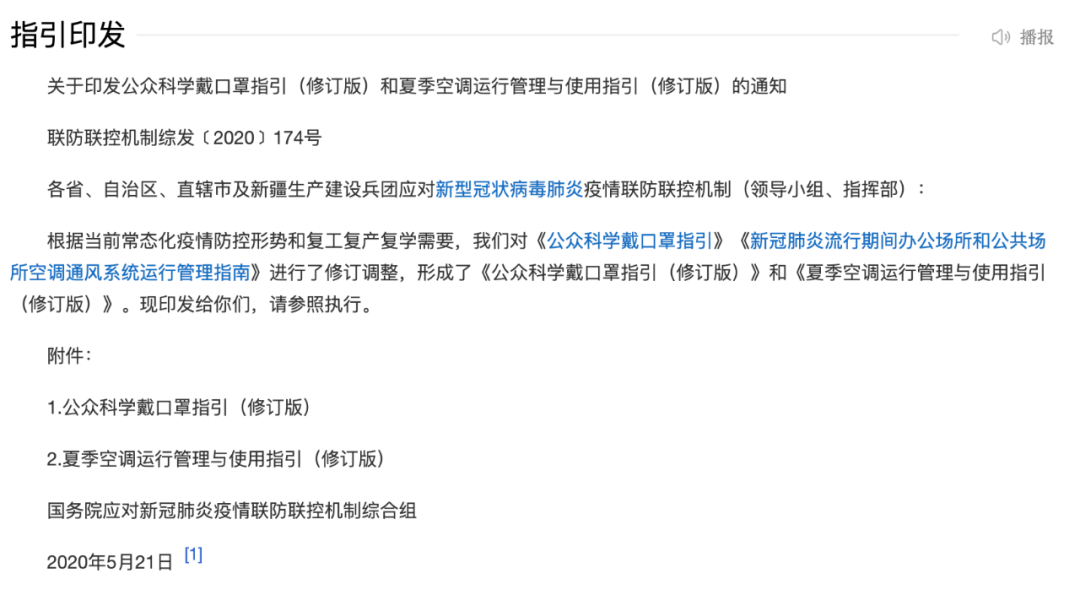 指引印发
播报
关于印发公众科学戴口罩指引（修订版）和夏季空调运行管理与使用指引（修订版）的通知
联防联控机制综发﹝2020﹞174号
各省、自治区、直辖市及新疆生产建设兵团应对新型冠状病毒肺炎疫情联防联控机制（领导小组、指挥部）：
根据当前常态化疫情防控形势和复工复产复学需要，我们对《公众科学戴口罩指引》《新冠肺炎流行期间办公场所和公共场
所空调通风系统运行管理指南》进行了修订调整，形成了《公众科学戴口罩指引（修订版）》和《夏季空调运行管理与使用指引
（修订版）》。现印发给你们，请参照执行。
附件：
1.公众科学戴口罩指引（修订版）
2.夏季空调运行管理与使用指引（修订版）
国务院应对新冠肺炎疫情联防联控机制综合组
2020年5月21日 [1]